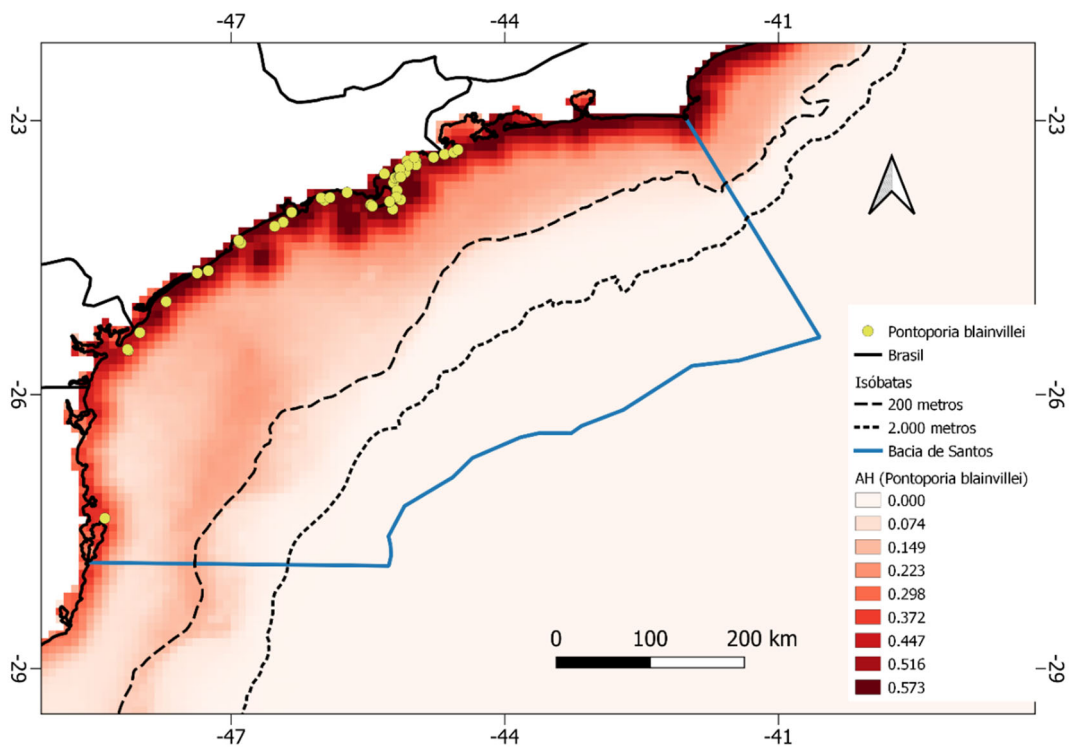 -47
-44
-41
-23
-23
Pontoporia blainvillei
Brasil
Isóbatas
200 metros
2.000 metros
Bacia de Santos
AH (Pontoporia blainvillei)
0.000
0.074
0.149
0.223
0.298
0.372
0.447
0.516
0.573
-26
-26
0 100 200 km
-29
-29
-47
-44
-41